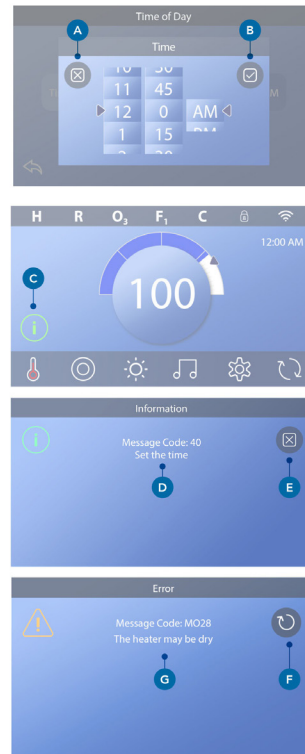 Time of Day
A
B
Time
11 45
12 0 AM
1 15
H R O₃ F₁ C
12:00 AM
C
100
i
Information
i
Message Code: 40
Set the time
D
E
Error
Message Code: MO28
The heater may be dry
G
F